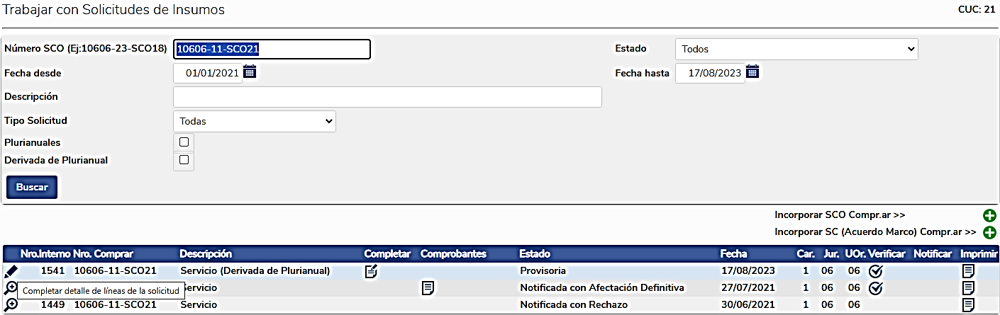 Trabajar con Solicitudes de Insumos CUC: 21
Número SCO (Ej:10606-23-SCO18) 10606-11-SCO21 Estado Todos
Fecha desde 01/01/2021 Fecha hasta 17/08/2023
Descripción
Tipo Solicitud Todas
Plurianuales
Derivada de Plurianual
Buscar
Incorporar SCO Compr.ar >>
Incorporar SC (Acuerdo Marco) Compr.ar >>
Nro.Interno Nro. Comprar Descripción Completar Comprobantes Estado Fecha Car. Jur. UOr. Verificar Notificar Imprimir
1541 10606-11-SCO21 Servicio (Derivada de Plurianual) Provisoria 17/08/2023 1 06 06
Completar detalle de líneas de la solicitud Servicio Notificada con Afectación Definitiva 27/07/2021 1 06 06
1449 10606-11-SCO21 Servicio Notificada con Rechazo 30/06/2021 1 06 06